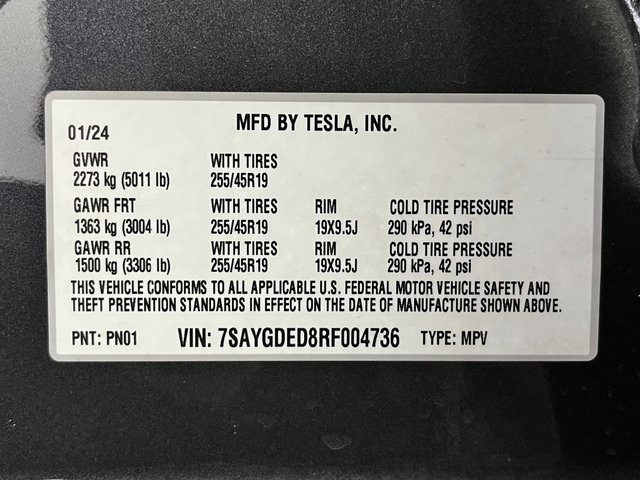 01/24 MFD BY TESLA, INC.
GVWR WITH TIRES
2273 kg (5011 lb) 255/45R19
GAWR FRT WITH TIRES RIM COLD TIRE PRESSURE
1363 kg (3004 lb) 255/45R19 19X9.5J 290 kPa, 42 psi
GAWR RR WITH TIRES RIM COLD TIRE PRESSURE
1500 kg (3306 lb) 255/45R19 19X9.5J 290 kPa, 42 psi
THIS VEHICLE CONFORMS TO ALL APPLICABLE U.S. FEDERAL MOTOR VEHICLE SAFETY AND
THEFT PREVENTION STANDARDS IN EFFECT ON THE DATE OF MANUFACTURE SHOWN ABOVE.
PNT: PN01 VIN: 7SAYGDED8RF004736 TYPE: MPV